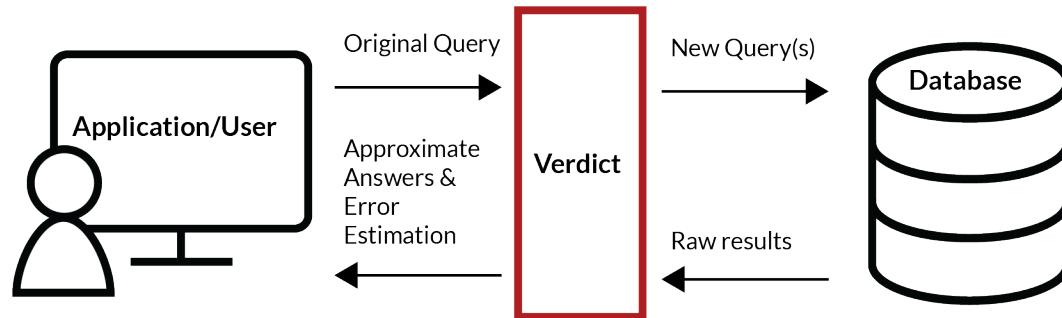 Application/User
Original Query
Approximate
Answers &
Error
Estimation
Verdict
New Query(s)
Raw results
Database